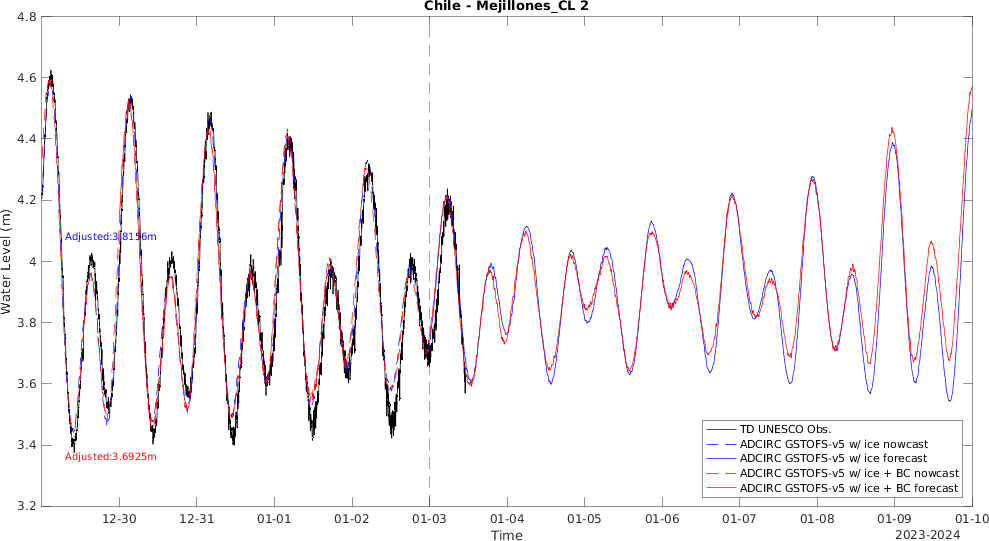 Chile - Mejillones_CL 2
4.8
4.6
4.4
4.2
4
3.8
3.6
3.4
3.2
Water Level (m)
Adjusted:3.8156m
Adjusted:3.6925m
TD UNESCO Obs.
ADCIRC GSTOFS-v5 w/ ice nowcast
ADCIRC GSTOFS-v5 w/ ice forecast
ADCIRC GSTOFS-v5 w/ ice + BC nowcast
ADCIRC GSTOFS-v5 w/ ice + BC forecast
12-30 12-31 01-01 01-02 01-03 01-04 01-05 01-06 01-07 01-08 01-09 01-10
Time
2023-2024